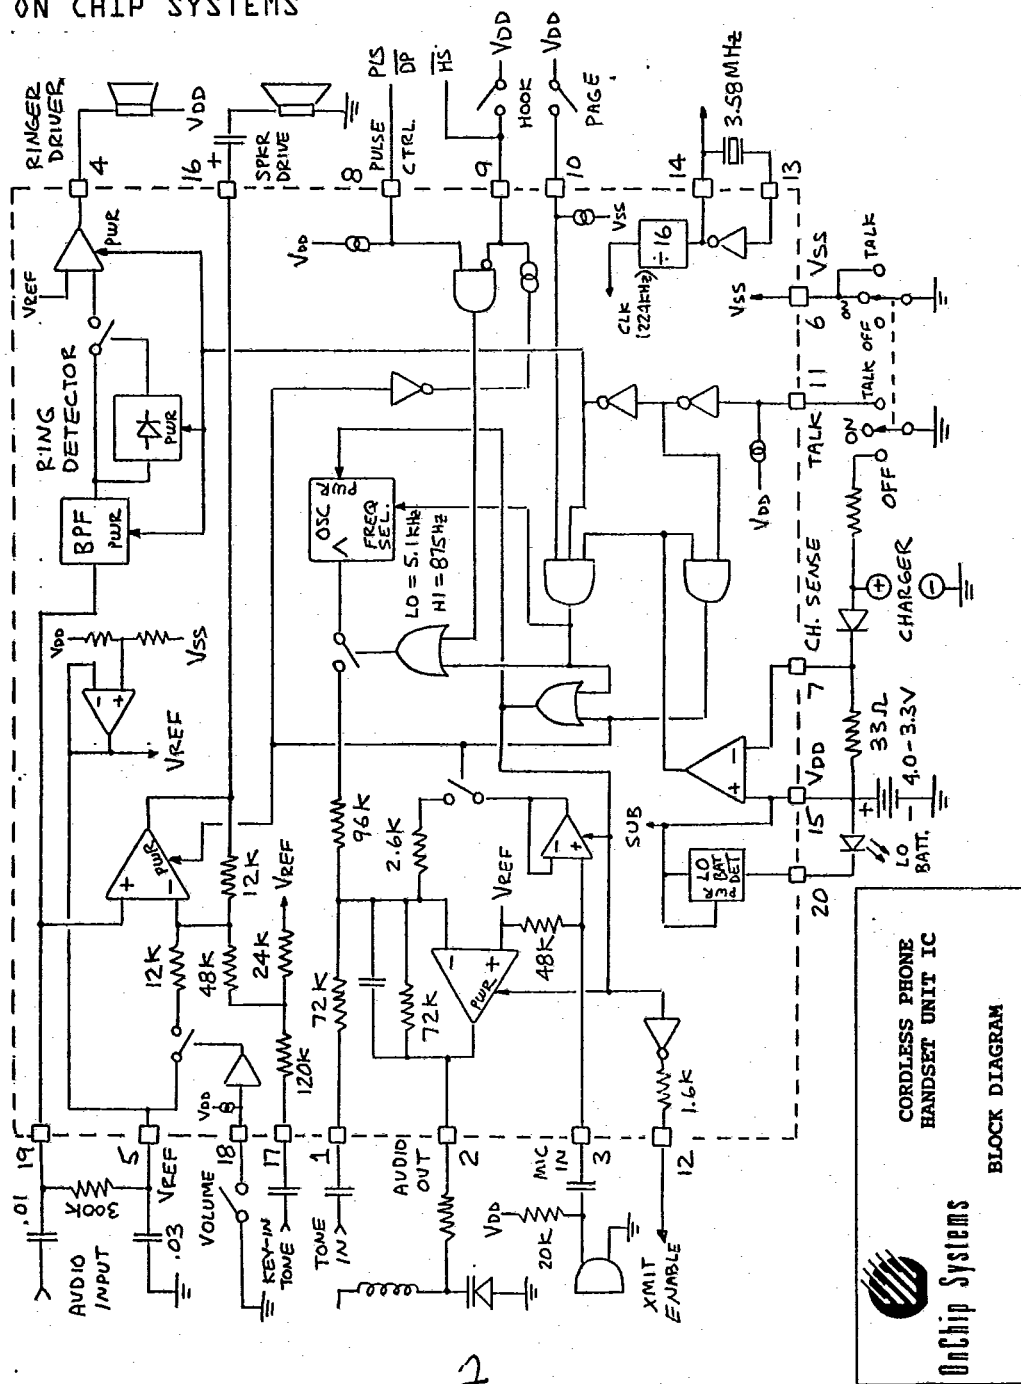 ON CHIP SYSTEMS
.01
AUDIO
INPUT
19
300K
5
VREF
.03
VOLUME
18
VDD
KEY-IN
TONE
17
120K
TONE
IN
1
AUDIO
OUT
2
MIC
IN
3
VDD
20K
XMIT
ENABLE
12
1.6K
12K
48K
24K
VREF
12K
PWR
+
-
72K
72K
PWR
-
+
VREF
48K
96K
2.6K
-
+
VREF
-
+
VDD
VSS
BPF
PWR
RING
DETECTOR
PWR
VREF
PWR
RINGER
DRIVER
4
VDD
16
+
SPKR
DRIVE
8
PULSE
CTRL.
PLS
DP
HS
9
HOOK
VDD
10
PAGE
VDD
VDD
VSS
14
3.58MHz
13
÷16
CLK
(224KHz)
OSC
PWR
FREQ
SEL.
LO = 5.1KHz
HI = 875Hz
VSS
6
VSS
TALK
ON
O
11
TALK
TALK OFF
ON
OFF
VDD
CH. SENSE
7
+
-
CHARGER
33Ω
4.0-3.3V
+
VDD
15
-
+
SUB
LO
BAT
DET
PWR
20
LO
BATT.
OnChip Systems
CORDLESS PHONE
HANDSET UNIT IC
BLOCK DIAGRAM
2